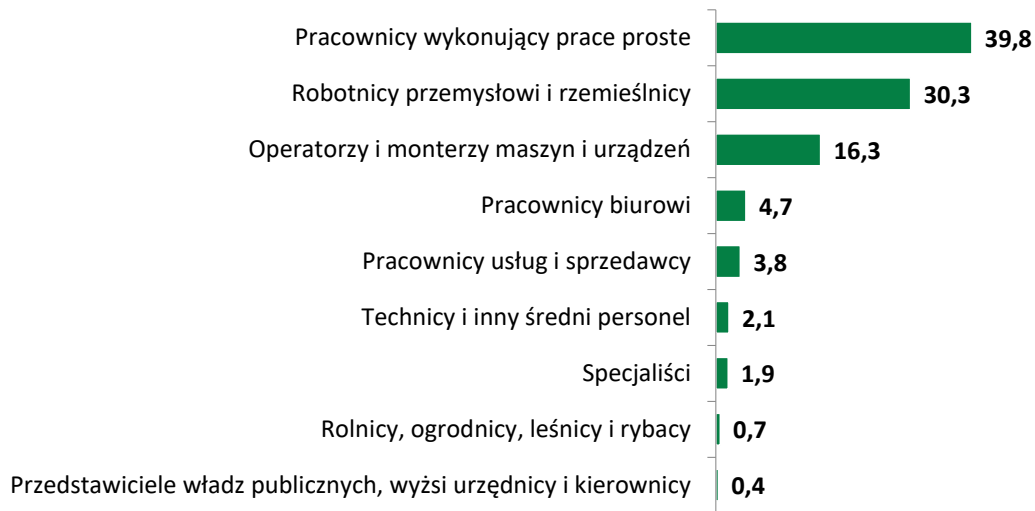 Pracownicy wykonujący prace proste 39,8
Robotnicy przemysłowi i rzemieślnicy 30,3
Operatorzy i monterzy maszyn i urządzeń 16,3
Pracownicy biurowi 4,7
Pracownicy usług i sprzedawcy 3,8
Technicy i inny średni personel 2,1
Specjaliści 1,9
Rolnicy, ogrodnicy, leśnicy i rybacy 0,7
Przedstawiciele władz publicznych, wyżsi urzędnicy i kierownicy 0,4